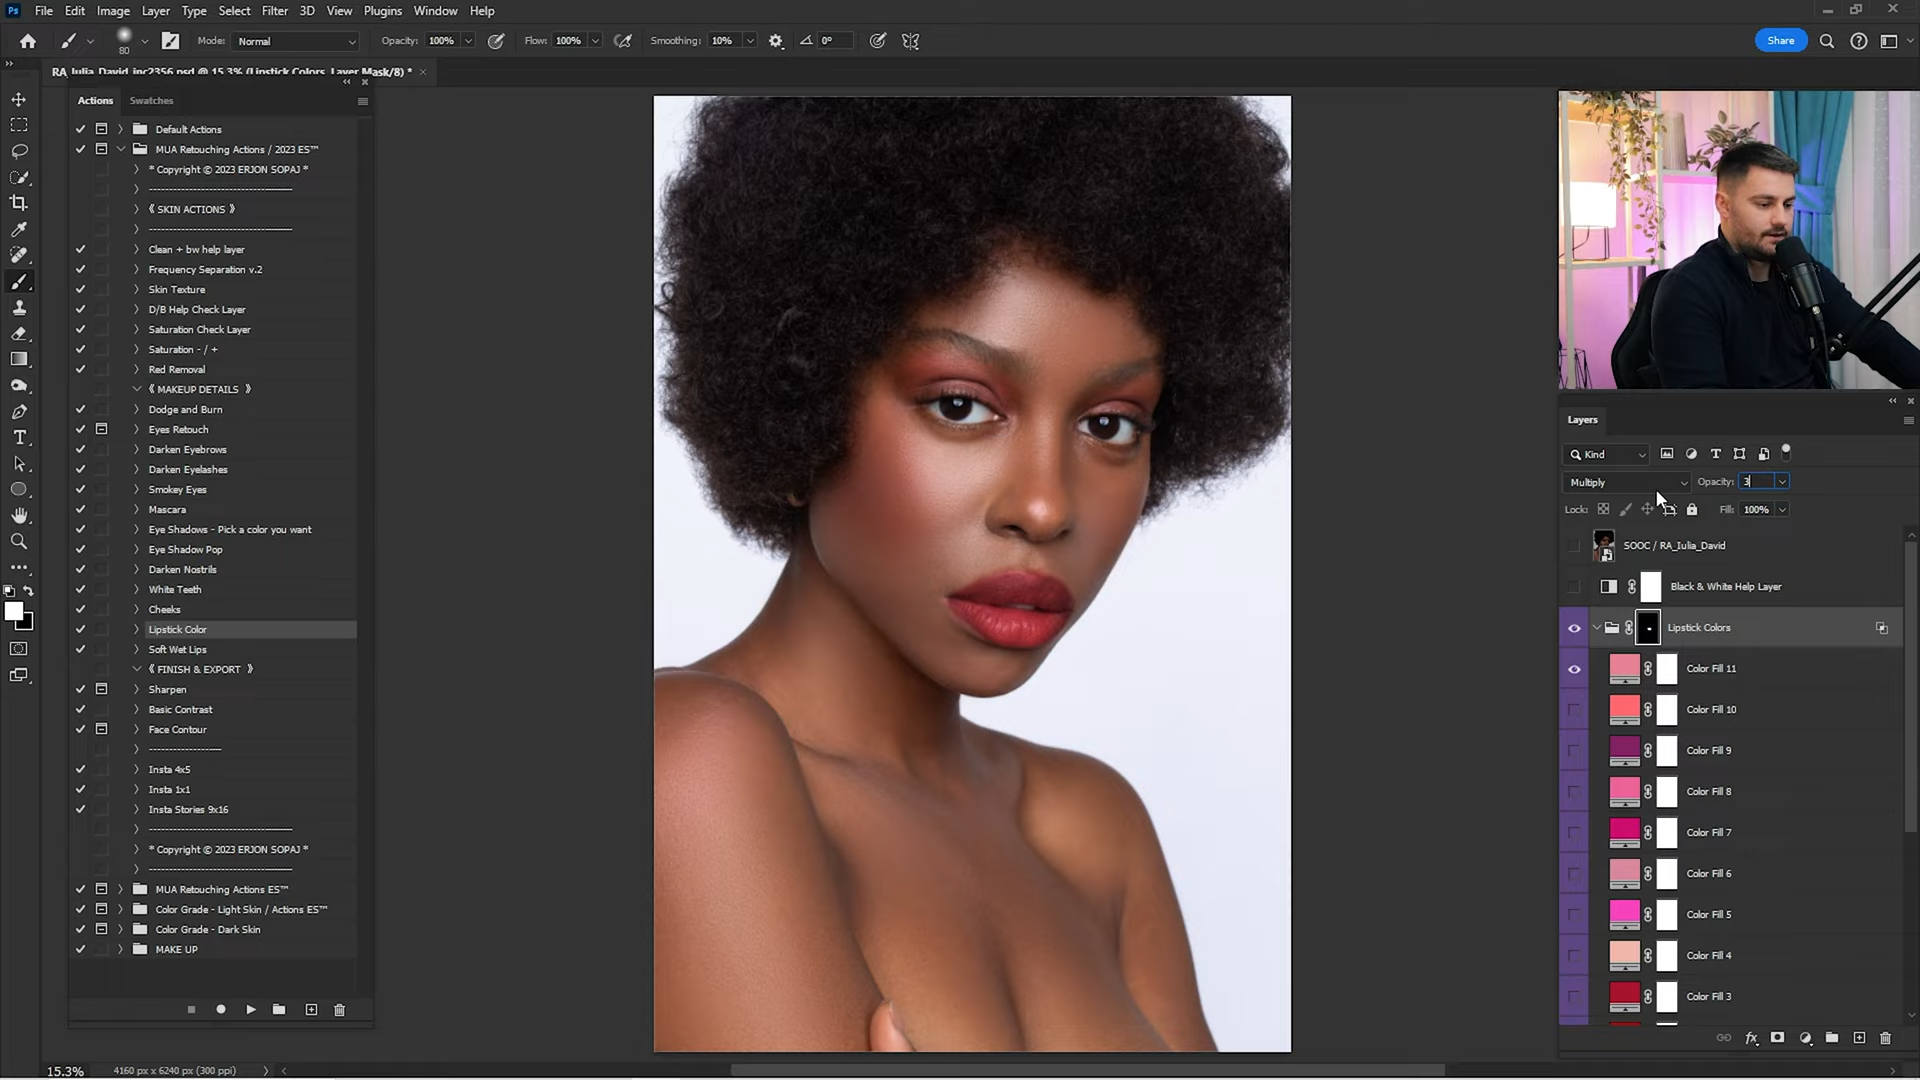 Ps File Edit Image Layer Type Select Filter 3D View Plugins Window Help
80 Mode: Normal Opacity: 100% Flow: 100% Smoothing: 10% 0° Share
RA_Iulia_David_inc2356.psd @ 15.3% (Lipstick Colors, Layer Mask/8) *
Actions Swatches
Default Actions
MUA Retouching Actions / 2023 ES™
* Copyright © 2023 ERJON SOPAJ *
------------------------------------
《 SKIN ACTIONS 》
------------------------------------
Clean + bw help layer
Frequency Separation v.2
Skin Texture
D/B Help Check Layer
Saturation Check Layer
Saturation - / +
Red Removal
《 MAKEUP DETAILS 》
Dodge and Burn
Eyes Retouch
Darken Eyebrows
Darken Eyelashes
Smokey Eyes
Mascara
Eye Shadows - Pick a color you want
Eye Shadow Pop
Darken Nostrils
White Teeth
Cheeks
Lipstick Color
Soft Wet Lips
《 FINISH & EXPORT 》
Sharpen
Basic Contrast
Face Contour
------------------
Insta 4x5
Insta 1x1
Insta Stories 9x16
------------------------------------
* Copyright © 2023 ERJON SOPAJ *
------------------------------------
MUA Retouching Actions ES™
Color Grade - Light Skin / Actions ES™
Color Grade - Dark Skin
MAKE UP
Layers
Kind
Multiply Opacity: 3
Lock: Fill: 100%
SOOC / RA_Iulia_David
Black & White Help Layer
Lipstick Colors
Color Fill 11
Color Fill 10
Color Fill 9
Color Fill 8
Color Fill 7
Color Fill 6
Color Fill 5
Color Fill 4
Color Fill 3
fx
15.3% 4160 px x 6240 px (300 ppi)